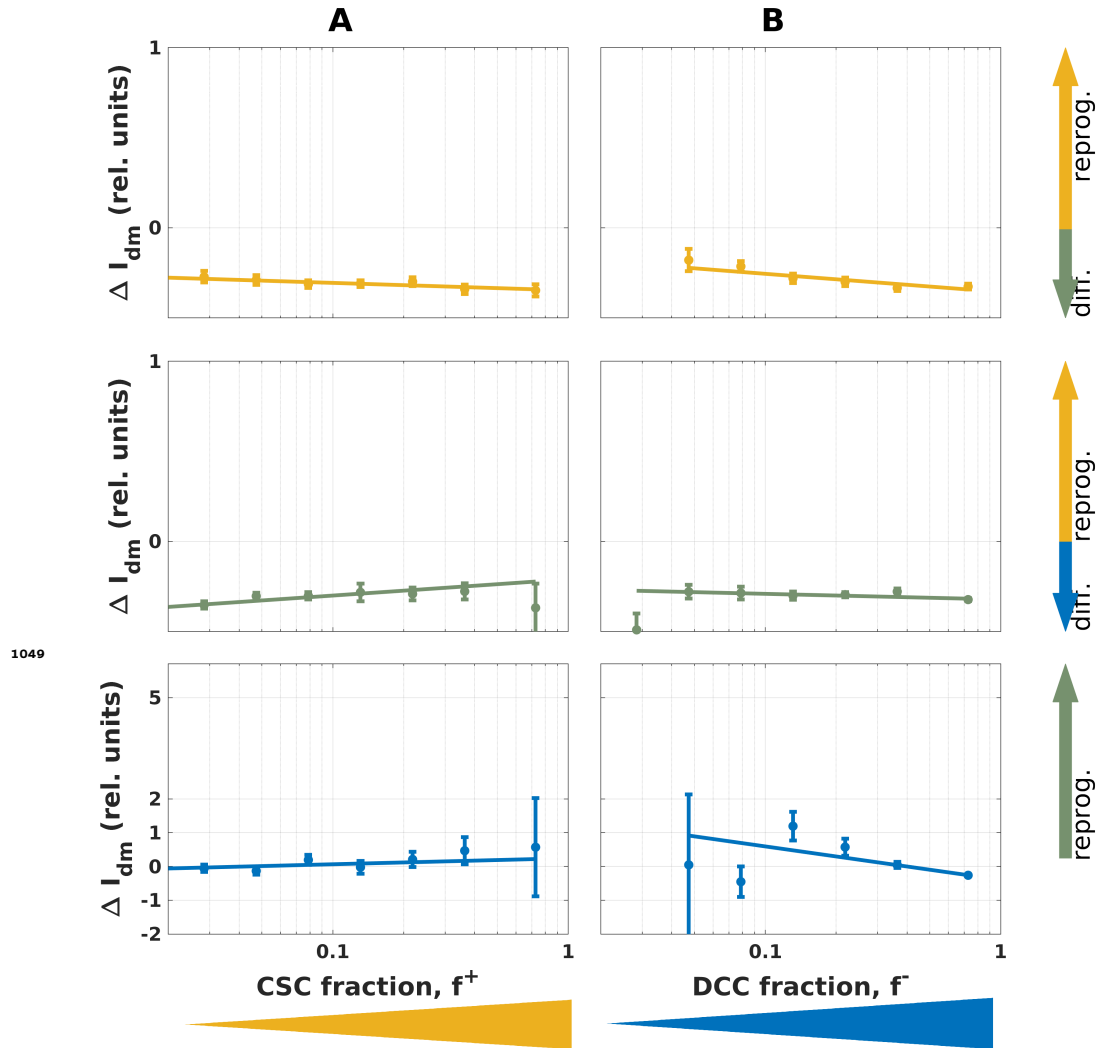 A B
1
0
Δ I_dm (rel. units)
reprog.
diff.
1
0
Δ I_dm (rel. units)
reprog.
diff.
1049
5
2
1
0
-1
-2
Δ I_dm (rel. units)
reprog.
0.1 1 0.1 1
CSC fraction, f⁺ DCC fraction, f⁻